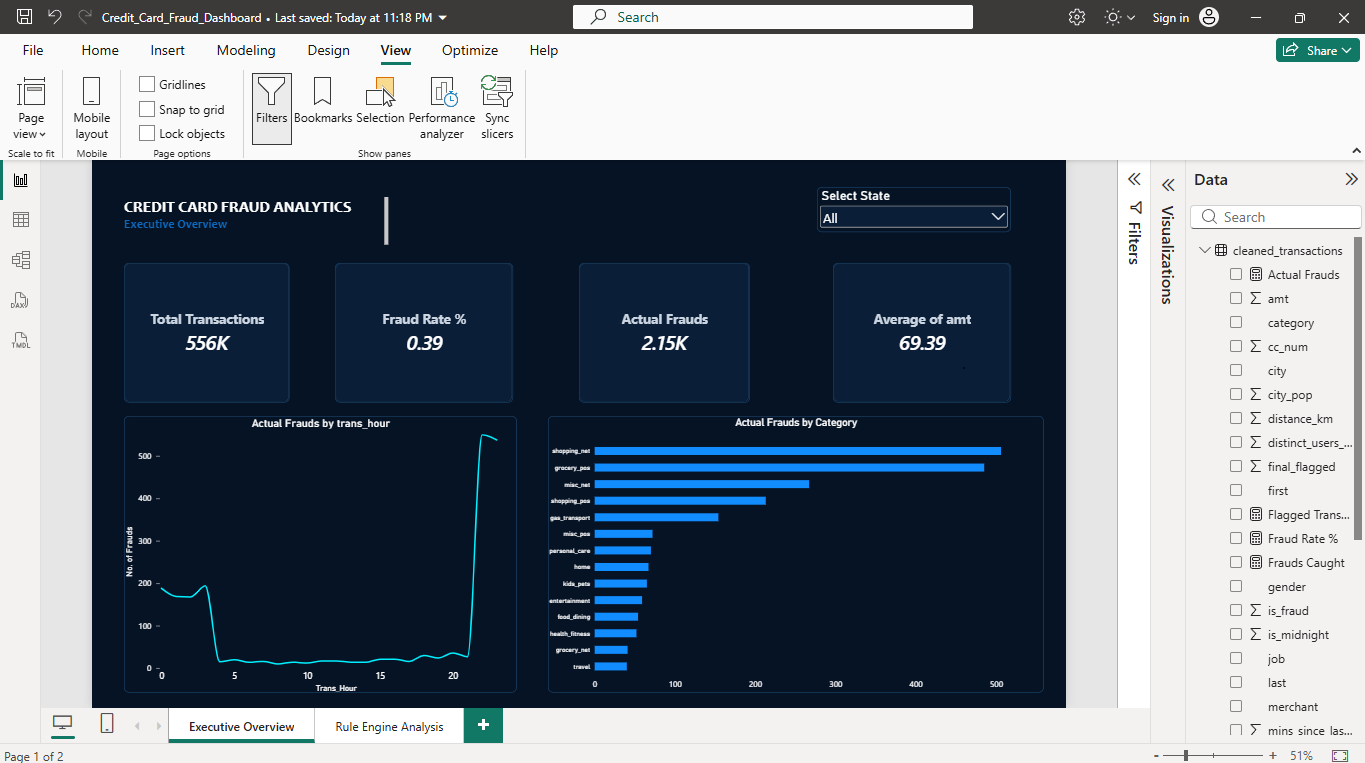 Credit_Card_Fraud_Dashboard • Last saved: Today at 11:18 PM
Search
Sign in
File Home Insert Modeling Design View Optimize Help
Share
Page view
Scale to fit
Mobile layout
Mobile
Gridlines
Snap to grid
Lock objects
Page options
Filters
Bookmarks
Selection
Performance analyzer
Sync slicers
Show panes
DAX
TMDL
CREDIT CARD FRAUD ANALYTICS
Executive Overview
Select State
All
Total Transactions
556K
Fraud Rate %
0.39
Actual Frauds
2.15K
Average of amt
69.39
Actual Frauds by trans_hour
No. of Frauds
500
400
300
200
100
0
0 5 10 15 20
Trans_Hour
Actual Frauds by Category
shopping_net
grocery_pos
misc_net
shopping_pos
gas_transport
misc_pos
personal_care
home
kids_pets
entertainment
food_dining
health_fitness
grocery_net
travel
0 100 200 300 400 500
Filters
Visualizations
Data
Search
cleaned_transactions
Actual Frauds
amt
category
cc_num
city
city_pop
distance_km
distinct_users_...
final_flagged
first
Flagged Trans...
Fraud Rate %
Frauds Caught
gender
is_fraud
is_midnight
job
last
merchant
mins_since_las...
Executive Overview
Rule Engine Analysis
+
Page 1 of 2
- + 51%